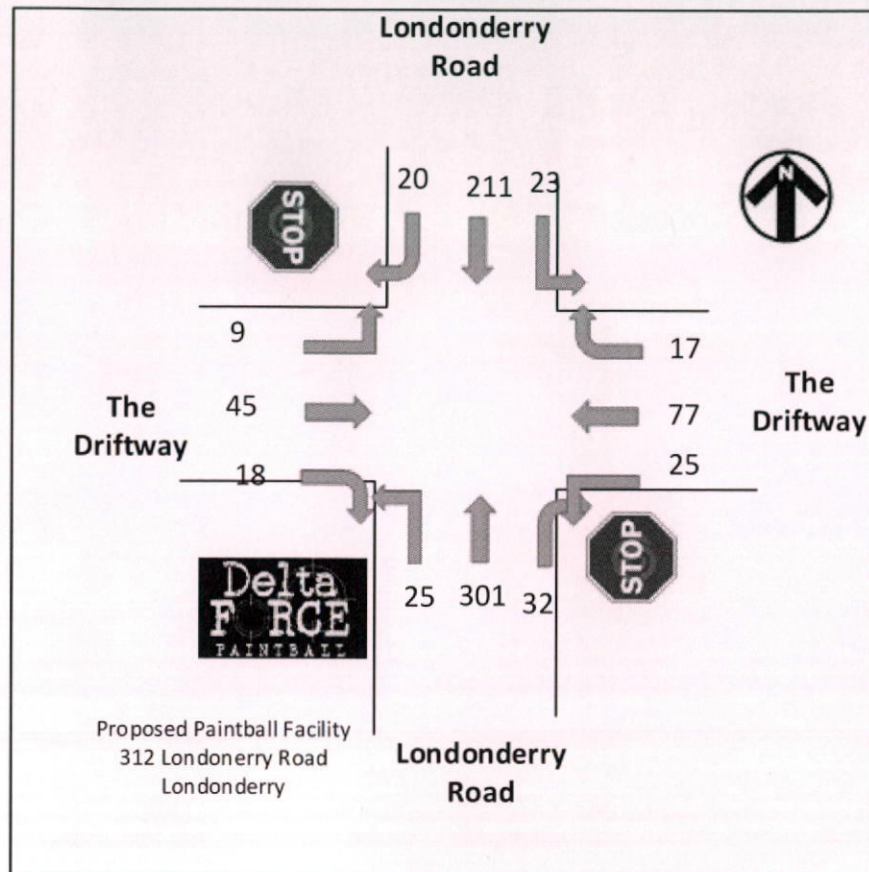 Londonderry
Road
N
STOP
20
211
23
9
17
The
Driftway
45
77
The
Driftway
18
25
Delta
FORCE
PAINTBALL
25
301
32
STOP
Proposed Paintball Facility
312 Londonerry Road
Londonderry
Londonderry
Road